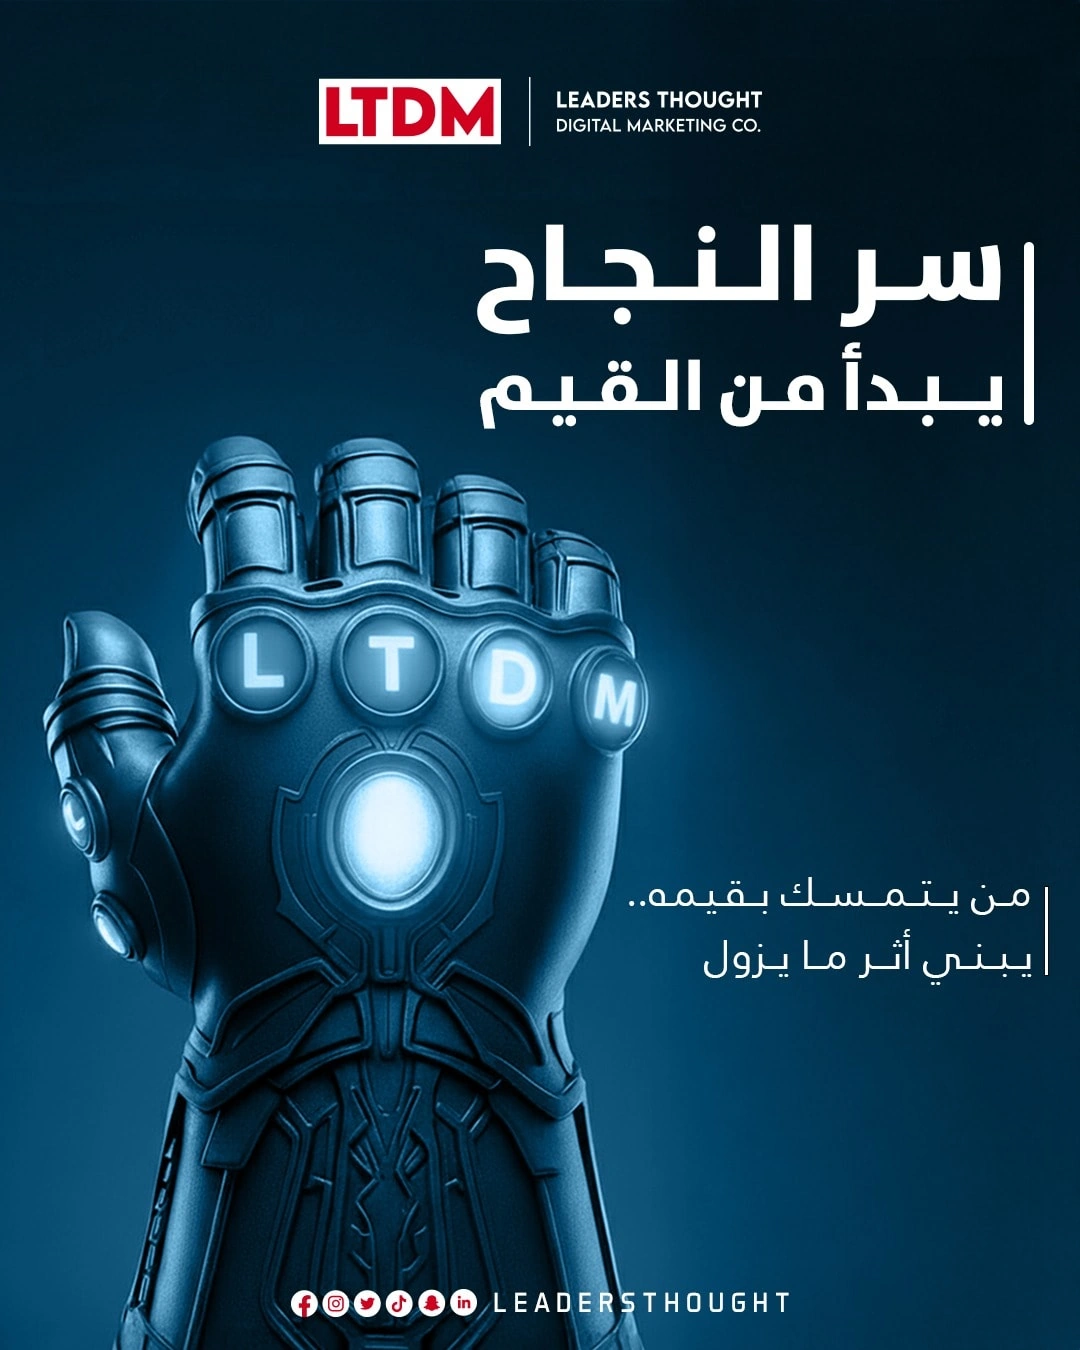 LTDM
LEADERS THOUGHT
DIGITAL MARKETING CO.
سر النجاح
يبدأ من القيم
L T D M
من يتمسك بقيمه..
يبني أثر ما يزول
LEADERSTHOUGHT